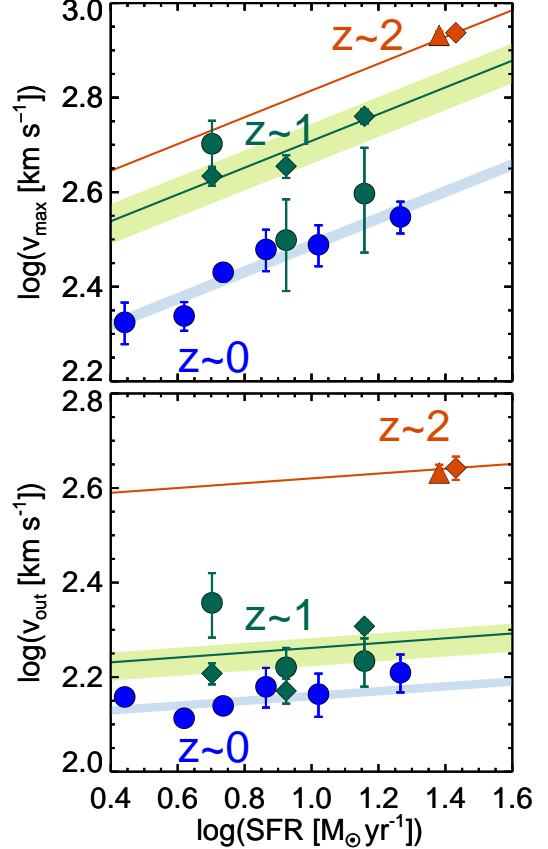 3.0
2.8
2.6
2.4
2.2
log(v_max [km s⁻¹])
z~2
z~1
z~0
2.8
2.6
2.4
2.2
2.0
log(v_out [km s⁻¹])
z~2
z~1
z~0
0.4 0.6 0.8 1.0 1.2 1.4 1.6
log(SFR [M_⊙ yr⁻¹])